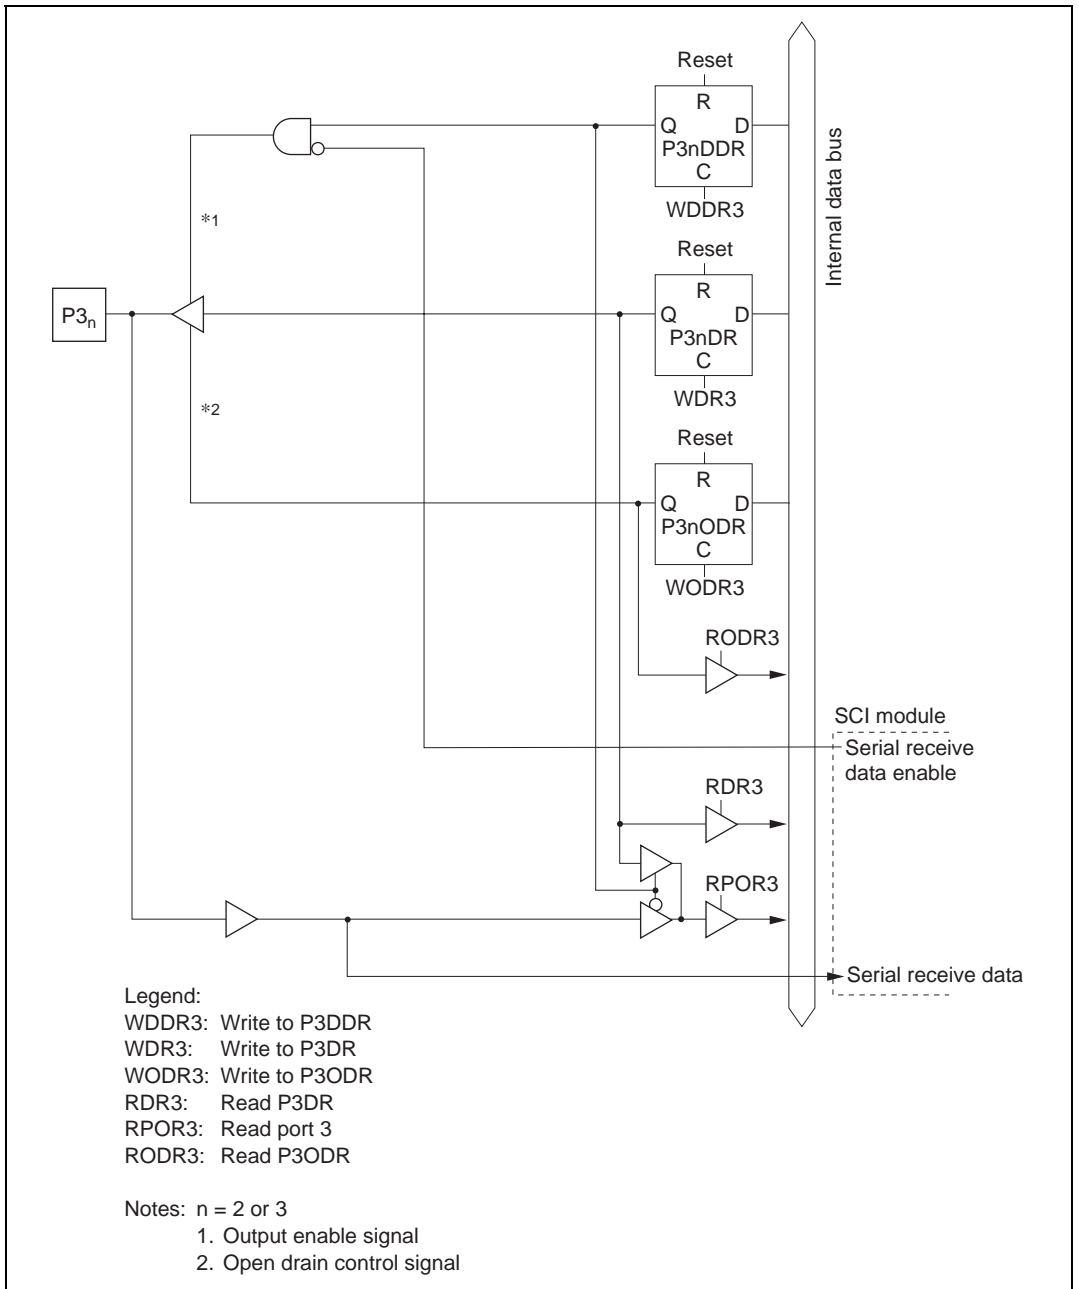 Reset
R
Q D
P3nDDR
C
WDDR3
Internal data bus
*1
Reset
R
P3n
Q D
P3nDR
C
WDR3
*2
Reset
R
Q D
P3nODR
C
WODR3
RODR3
SCI module
Serial receive
data enable
RDR3
RPOR3
Serial receive data
Legend:
WDDR3: Write to P3DDR
WDR3: Write to P3DR
WODR3: Write to P3ODR
RDR3: Read P3DR
RPOR3: Read port 3
RODR3: Read P3ODR
Notes: n = 2 or 3
1. Output enable signal
2. Open drain control signal